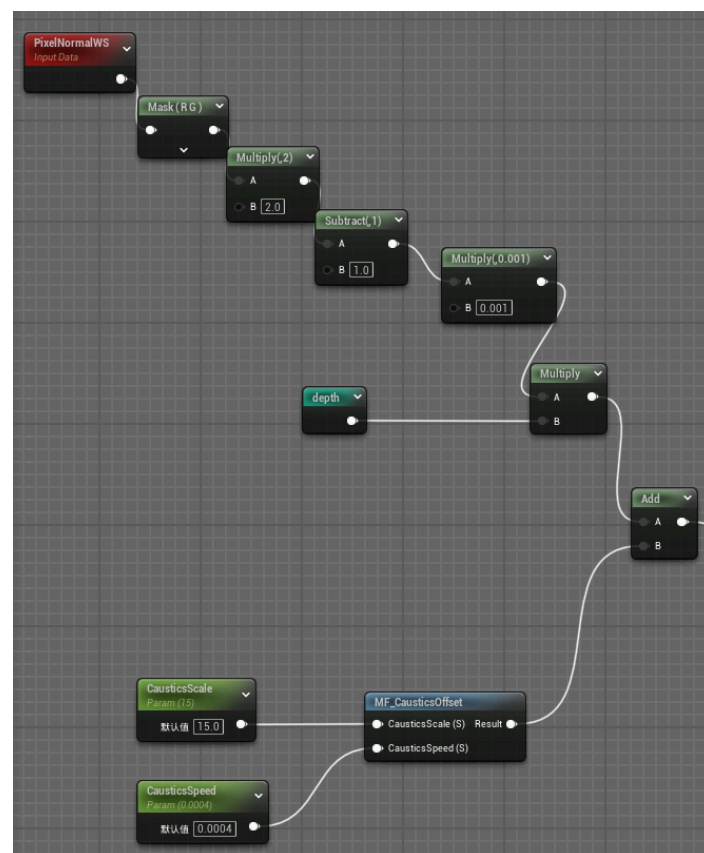 PixelNormalWS
Input Data
Mask ( R G )
Multiply(,2)
A
B 2.0
Subtract(,1)
A
B 1.0
Multiply(,0.001)
A
B 0.001
Multiply
A
B
depth
Add
A
B
CausticsScale
Param (15)
默认值 15.0
MF_CausticsOffset
CausticsScale (S) Result
CausticsSpeed (S)
CausticsSpeed
Param (0.0004)
默认值 0.0004